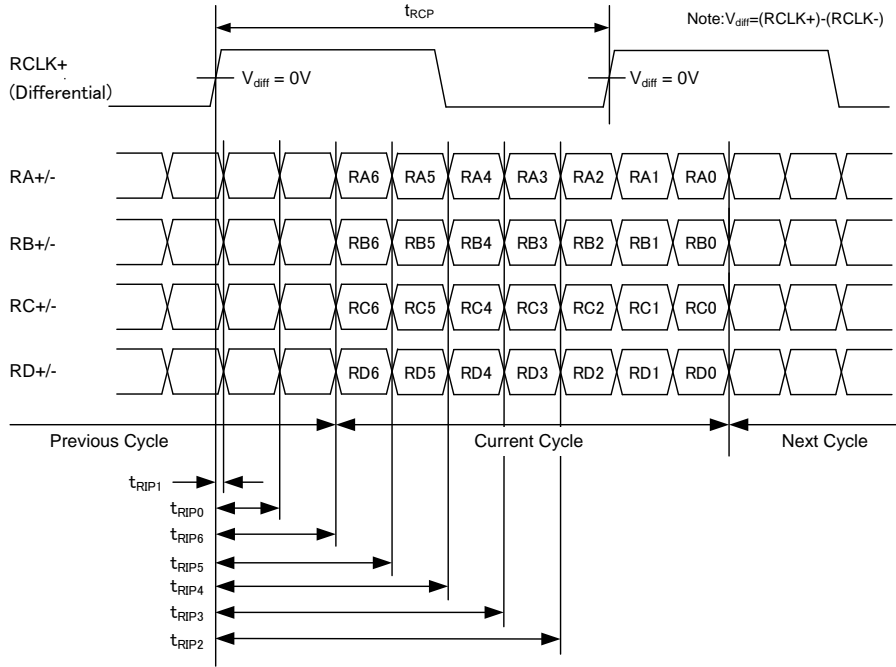 tRCP
Note:Vdiff=(RCLK+)-(RCLK-)
RCLK+
(Differential)
Vdiff = 0V
Vdiff = 0V
RA+/-
RA6 RA5 RA4 RA3 RA2 RA1 RA0
RB+/-
RB6 RB5 RB4 RB3 RB2 RB1 RB0
RC+/-
RC6 RC5 RC4 RC3 RC2 RC1 RC0
RD+/-
RD6 RD5 RD4 RD3 RD2 RD1 RD0
Previous Cycle
Current Cycle
Next Cycle
tRIP1
tRIP0
tRIP6
tRIP5
tRIP4
tRIP3
tRIP2